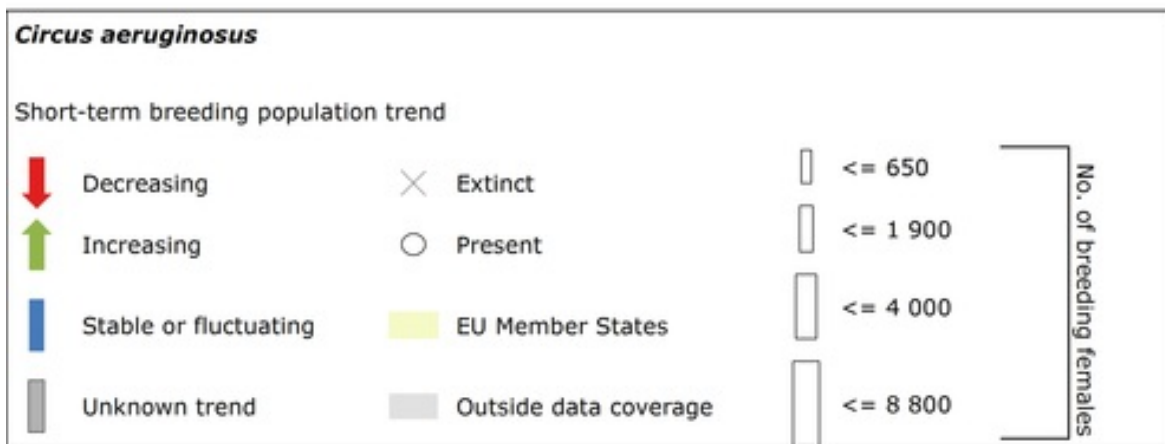 Circus aeruginosus
Short-term breeding population trend
Decreasing
Increasing
Stable or fluctuating
Unknown trend
Extinct
Present
EU Member States
Outside data coverage
<= 650
<= 1 900
<= 4 000
<= 8 800
No. of breeding females